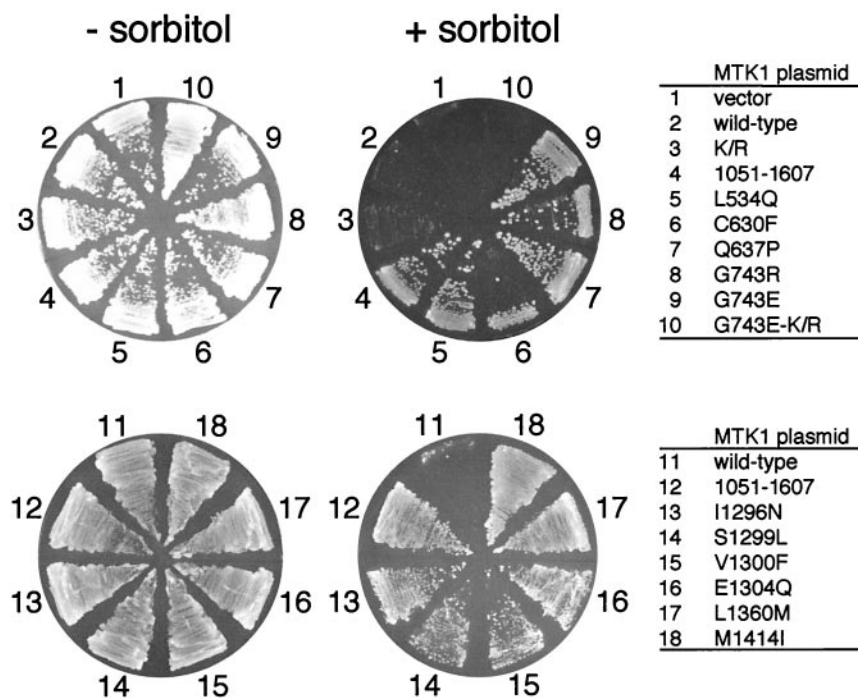 - sorbitol
+ sorbitol
1 10
2 9
3 8
4 7
5 6
1 10
2 9
3 8
4 7
5 6
MTK1 plasmid
1 vector
2 wild-type
3 K/R
4 1051-1607
5 L534Q
6 C630F
7 Q637P
8 G743R
9 G743E
10 G743E-K/R
11 18
12 17
13 16
14 15
11 18
12 17
13 16
14 15
MTK1 plasmid
11 wild-type
12 1051-1607
13 I1296N
14 S1299L
15 V1300F
16 E1304Q
17 L1360M
18 M1414I